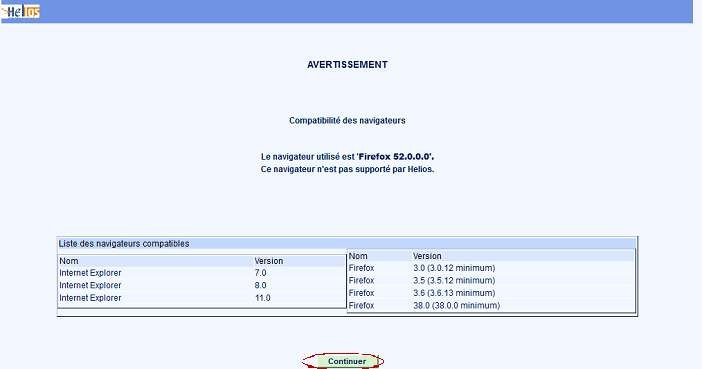 Helios
AVERTISSEMENT
Compatibilité des navigateurs
Le navigateur utilisé est 'Firefox 52.0.0.0'.
Ce navigateur n'est pas supporté par Helios.
Liste des navigateurs compatibles
Nom Version
Internet Explorer 7.0
Internet Explorer 8.0
Internet Explorer 11.0
Nom Version
Firefox 3.0 (3.0.12 minimum)
Firefox 3.5 (3.5.12 minimum)
Firefox 3.6 (3.6.13 minimum)
Firefox 38.0 (38.0.0 minimum)
Continuer